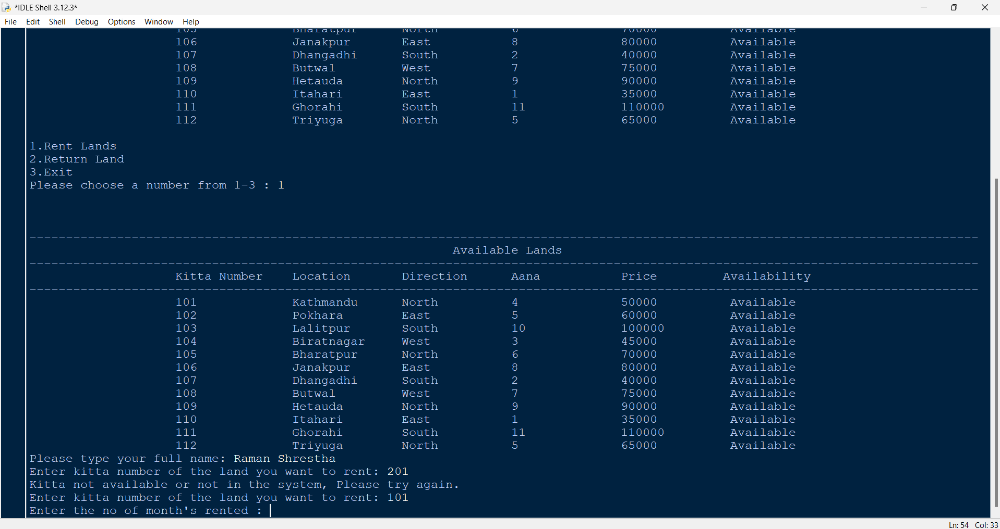 *IDLE Shell 3.12.3*
File Edit Shell Debug Options Window Help
105 Bharatpur North 6 70000 Available
106 Janakpur East 8 80000 Available
107 Dhangadhi South 2 40000 Available
108 Butwal West 7 75000 Available
109 Hetauda North 9 90000 Available
110 Itahari East 1 35000 Available
111 Ghorahi South 11 110000 Available
112 Triyuga North 5 65000 Available
1.Rent Lands
2.Return Land
3.Exit
Please choose a number from 1-3 : 1
----------------------------------------------------------------------------------------------------------------------------------
Available Lands
----------------------------------------------------------------------------------------------------------------------------------
Kitta Number Location Direction Aana Price Availability
----------------------------------------------------------------------------------------------------------------------------------
101 Kathmandu North 4 50000 Available
102 Pokhara East 5 60000 Available
103 Lalitpur South 10 100000 Available
104 Biratnagar West 3 45000 Available
105 Bharatpur North 6 70000 Available
106 Janakpur East 8 80000 Available
107 Dhangadhi South 2 40000 Available
108 Butwal West 7 75000 Available
109 Hetauda North 9 90000 Available
110 Itahari East 1 35000 Available
111 Ghorahi South 11 110000 Available
112 Triyuga North 5 65000 Available
Please type your full name: Raman Shrestha
Enter kitta number of the land you want to rent: 201
Kitta not available or not in the system, Please try again.
Enter kitta number of the land you want to rent: 101
Enter the no of month's rented :
Ln: 54 Col: 33